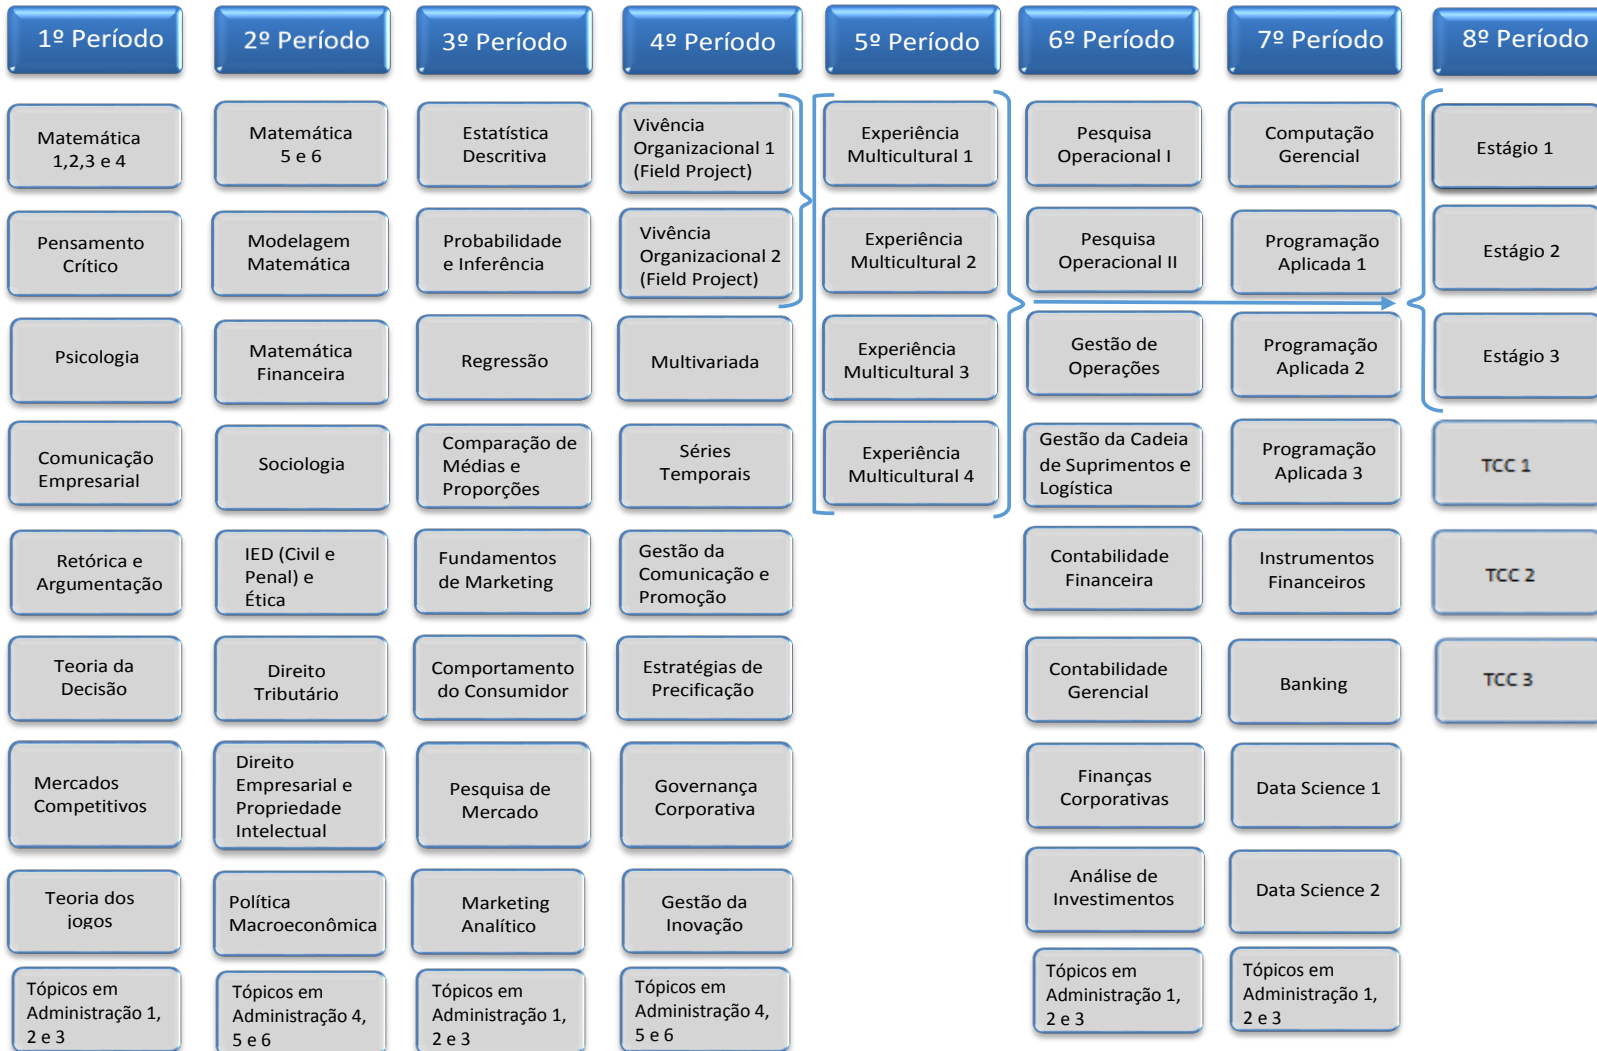 1º Período
2º Período
3º Período
4º Período
5º Período
6º Período
7º Período
8º Período
Matemática
1,2,3 e 4
Matemática
5 e 6
Estatística
Descritiva
Vivência
Organizacional 1
(Field Project)
Experiência
Multicultural 1
Pesquisa
Operacional I
Computação
Gerencial
Estágio 1
Pensamento
Crítico
Modelagem
Matemática
Probabilidade
e Inferência
Vivência
Organizacional 2
(Field Project)
Experiência
Multicultural 2
Pesquisa
Operacional II
Programação
Aplicada 1
Estágio 2
Psicologia
Matemática
Financeira
Regressão
Multivariada
Experiência
Multicultural 3
Gestão de
Operações
Programação
Aplicada 2
Estágio 3
Comunicação
Empresarial
Sociologia
Comparação de
Médias e
Proporções
Séries
Temporais
Experiência
Multicultural 4
Gestão da Cadeia
de Suprimentos e
Logística
Programação
Aplicada 3
TCC 1
Retórica e
Argumentação
IED (Civil e
Penal) e
Ética
Fundamentos
de Marketing
Gestão da
Comunicação e
Promoção
Contabilidade
Financeira
Instrumentos
Financeiros
TCC 2
Teoria da
Decisão
Direito
Tributário
Comportamento
do Consumidor
Estratégias de
Precificação
Contabilidade
Gerencial
Banking
TCC 3
Mercados
Competitivos
Direito
Empresarial e
Propriedade
Intelectual
Pesquisa de
Mercado
Governança
Corporativa
Finanças
Corporativas
Data Science 1
Teoria dos
jogos
Política
Macroeconômica
Marketing
Analítico
Gestão da
Inovação
Análise de
Investimentos
Data Science 2
Tópicos em
Administração 1,
2 e 3
Tópicos em
Administração 4,
5 e 6
Tópicos em
Administração 1,
2 e 3
Tópicos em
Administração 4,
5 e 6
Tópicos em
Administração 1,
2 e 3
Tópicos em
Administração 1,
2 e 3